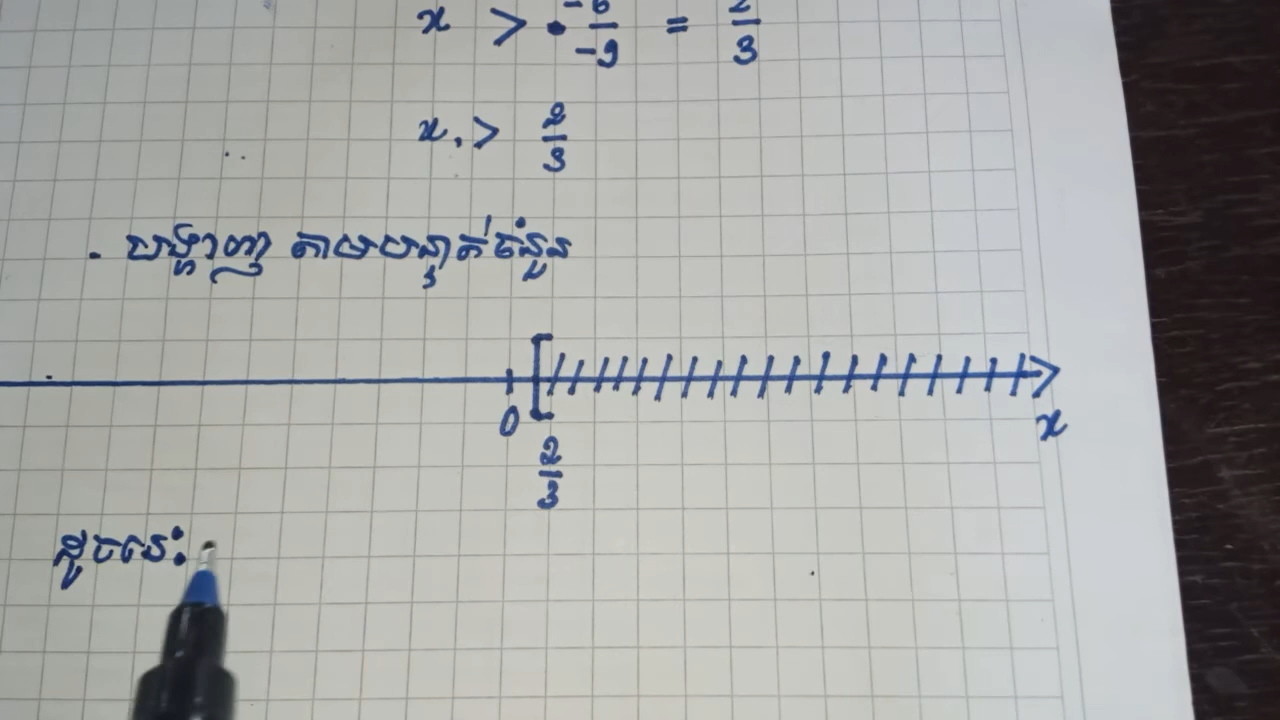 x > -6/-9 = 2/3
x > 2/3
. បង្ហាញ តាមបន្ទាត់ចំនួន
0 2/3 x
ដូចនេះ: